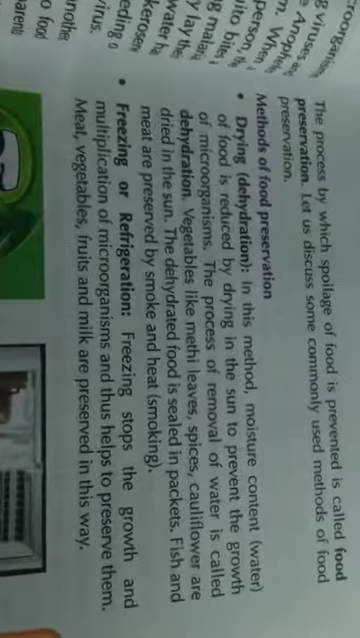 The process by which spoilage of food is prevented is called food
preservation. Let us discuss some commonly used methods of food
preservation.
Methods of food preservation
• Drying (dehydration): In this method, moisture content (water)
of food is reduced by drying in the sun to prevent the growth
of microorganisms. The process of removal of water is called
dehydration. Vegetables like methi leaves, spices, cauliflower are
dried in the sun. The dehydrated food is sealed in packets. Fish and
meat are preserved by smoke and heat (smoking).
• Freezing or Refrigeration: Freezing stops the growth and
multiplication of microorganisms and thus helps to preserve them.
Meat, vegetables, fruits and milk are preserved in this way.
g viruses
person,
y lay
water
virus.